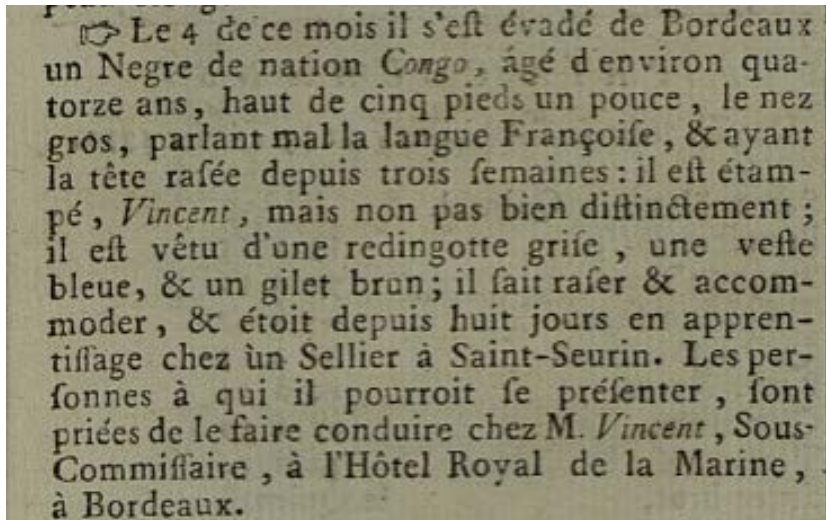 ☞ Le 4 de ce mois il s'eſt évadé de Bordeaux
un Negre de nation Congo, âgé d'environ qua-
torze ans, haut de cinq pieds un pouce, le nez
gros, parlant mal la langue Françoiſe, & ayant
la tête raſée depuis trois ſemaines: il eſt étam-
pé, Vincent, mais non pas bien diſtinctement;
il eſt vêtu d'une redingotte griſe, une veſte
bleue, & un gilet brun; il ſait raſer & accom-
moder, & étoit depuis huit jours en appren-
tiſſage chez un Sellier à Saint-Seurin. Les per-
ſonnes à qui il pourroit ſe préſenter, ſont
priées de le faire conduire chez M. Vincent, Sous-
Commiſſaire, à l'Hôtel Royal de la Marine,
à Bordeaux.